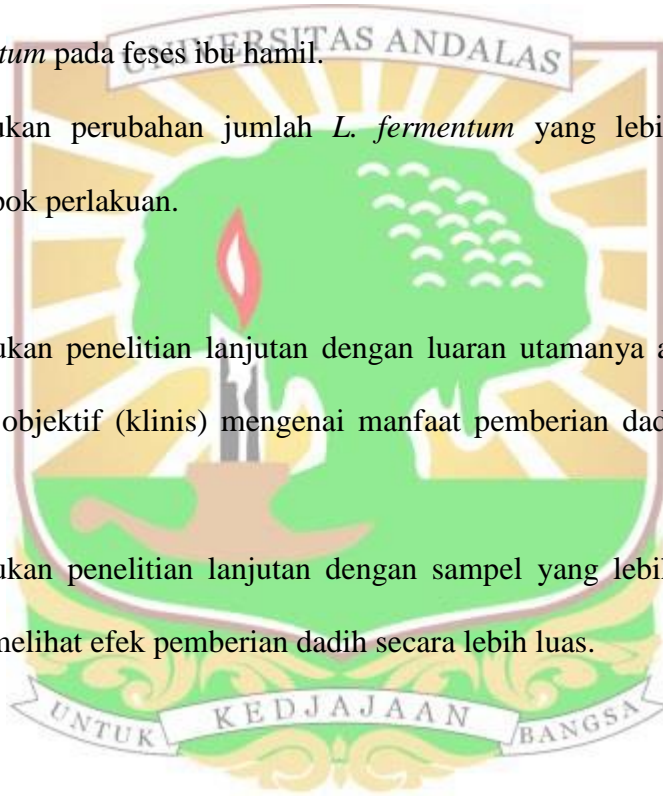 tum pada feses ibu hamil.
UNIVERSITAS ANDALAS
ukan perubahan jumlah L. fermentum yang lebi
ok perlakuan.
ukan penelitian lanjutan dengan luaran utamanya a
objektif (klinis) mengenai manfaat pemberian dad
ukan penelitian lanjutan dengan sampel yang lebil
melihat efek pemberian dadih secara lebih luas.
UNTUK KEDJAJAAN BANGSA